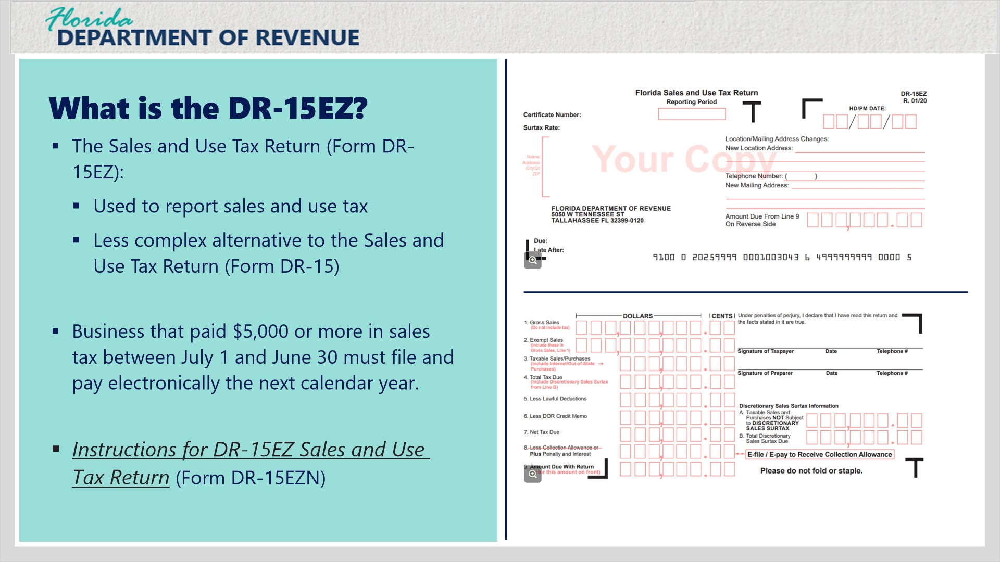 Florida
DEPARTMENT OF REVENUE
What is the DR-15EZ?
▪ The Sales and Use Tax Return (Form DR-
15EZ):
▪ Used to report sales and use tax
▪ Less complex alternative to the Sales and
Use Tax Return (Form DR-15)
▪ Business that paid $5,000 or more in sales
tax between July 1 and June 30 must file and
pay electronically the next calendar year.
▪ Instructions for DR-15EZ Sales and Use
Tax Return (Form DR-15EZN)
Florida Sales and Use Tax Return
Reporting Period
DR-15EZ
R. 01/20
HD/PM DATE:
/ /
Certificate Number:
Surtax Rate:
Name
Address
City/St
ZIP
Your Copy
Location/Mailing Address Changes:
New Location Address:
Telephone Number: ( )
New Mailing Address:
FLORIDA DEPARTMENT OF REVENUE
5050 W TENNESSEE ST
TALLAHASSEE FL 32399-0120
Amount Due From Line 9
On Reverse Side
Due:
Late After:
9100 0 20259999 0001003043 6 4999999999 0000 5
DOLLARS CENTS
1. Gross Sales
(Do not include tax)
2. Exempt Sales
(Include these in
Gross Sales, Line 1)
3. Taxable Sales/Purchases
(Include Internet/Out-of-State
Purchases)
4. Total Tax Due
(Include Discretionary Sales Surtax
from Line B)
5. Less Lawful Deductions
6. Less DOR Credit Memo
7. Net Tax Due
8. Less Collection Allowance or
Plus Penalty and Interest
9. Amount Due With Return
this amount on front)
Under penalties of perjury, I declare that I have read this return and
the facts stated in it are true.
Signature of Taxpayer Date Telephone #
Signature of Preparer Date Telephone #
Discretionary Sales Surtax Information
A. Taxable Sales and
Purchases NOT Subject
to DISCRETIONARY
SALES SURTAX
B. Total Discretionary
Sales Surtax Due
E-file / E-pay to Receive Collection Allowance
Please do not fold or staple.